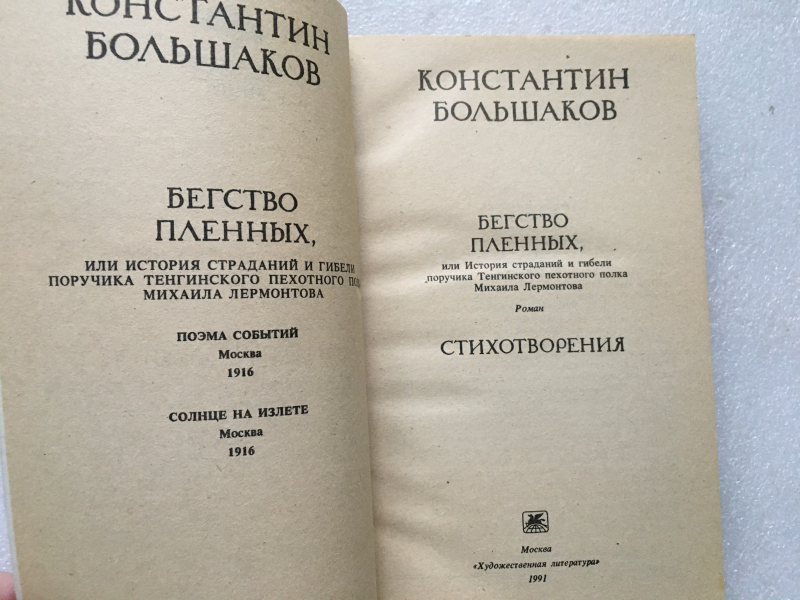 КОНСТАНТИН
БОЛЬШАКОВ
БЕГСТВО
ПЛЕННЫХ,
ИЛИ ИСТОРИЯ СТРАДАНИЙ И ГИБЕЛИ
ПОРУЧИКА ТЕНГИНСКОГО ПЕХОТНОГО ПОЛКА
МИХАИЛА ЛЕРМОНТОВА
ПОЭМА СОБЫТИЙ
Москва
1916
СОЛНЦЕ НА ИЗЛЕТЕ
Москва
1916
КОНСТАНТИН
БОЛЬШАКОВ
БЕГСТВО
ПЛЕННЫХ,
или История страданий и гибели
поручика Тенгинского пехотного полка
Михаила Лермонтова
Роман
СТИХОТВОРЕНИЯ
Москва
«Художественная литература»
1991